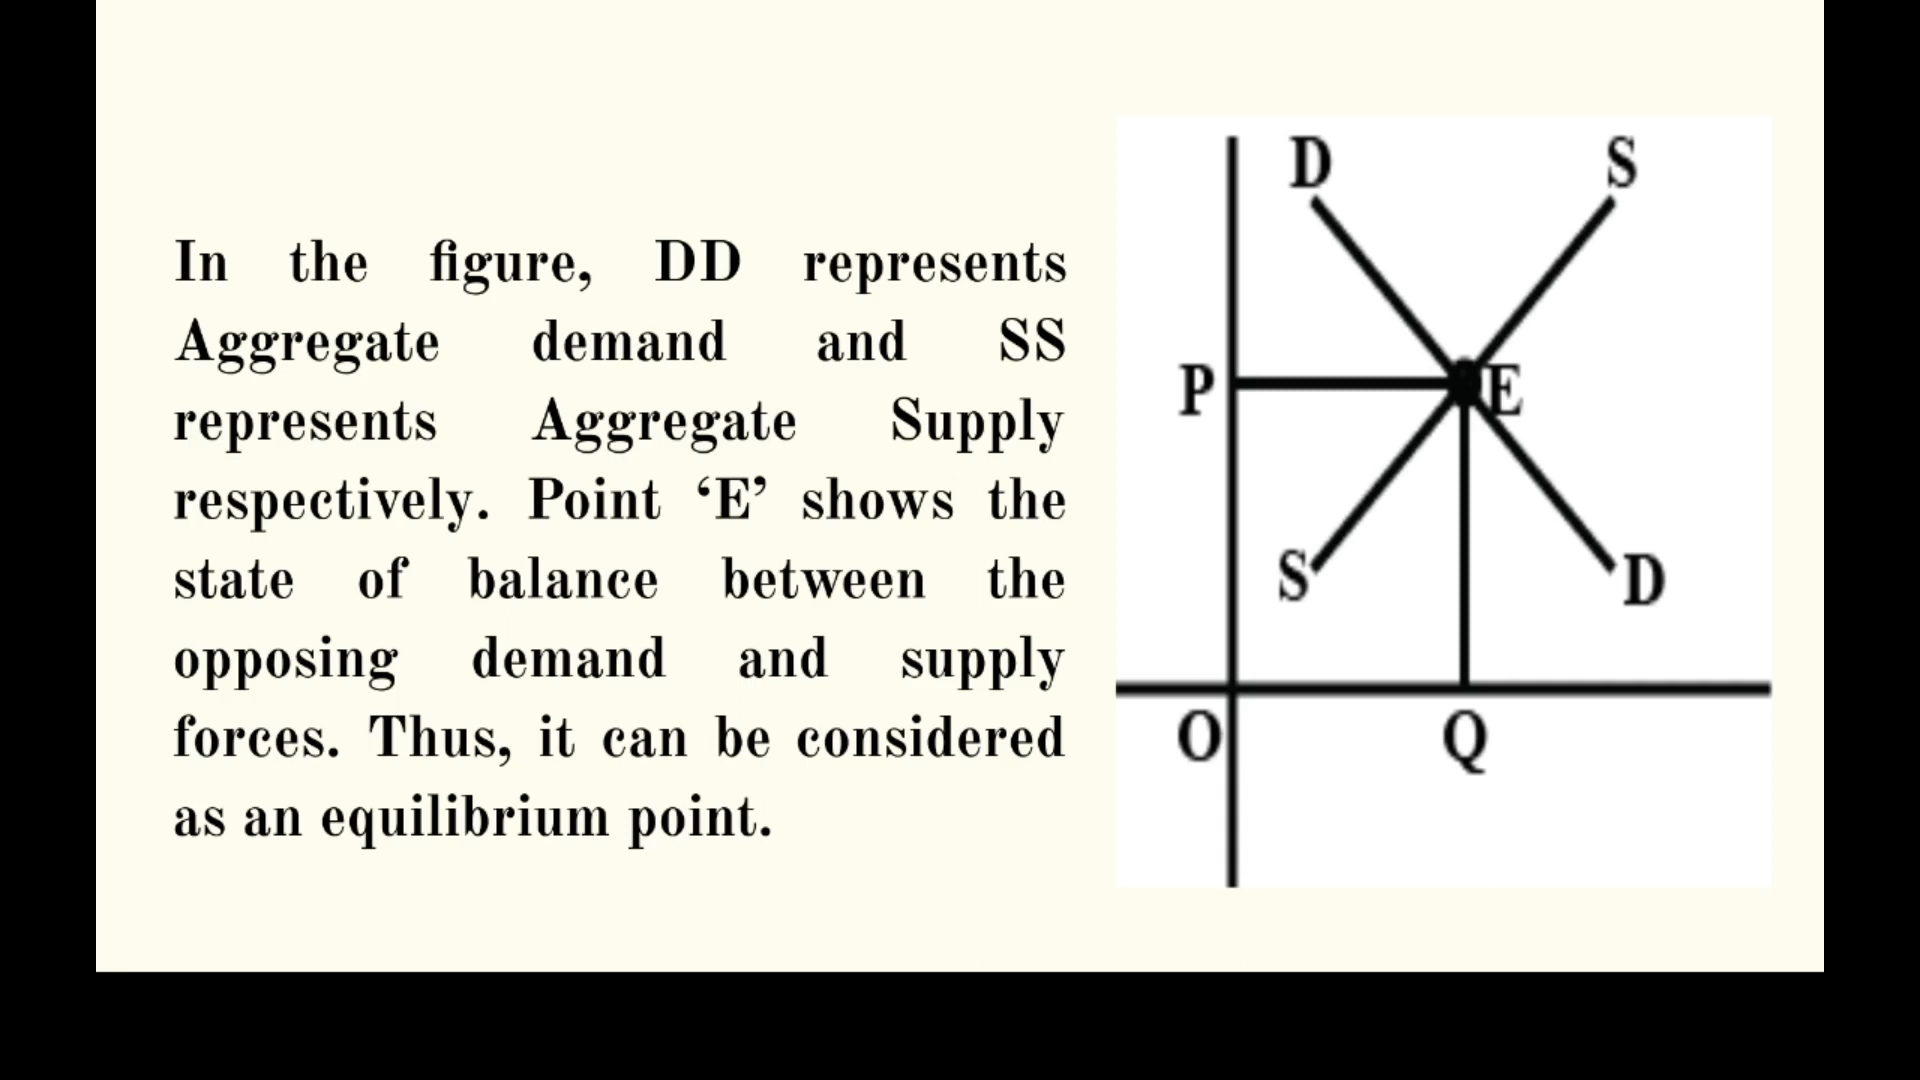 In the figure, DD represents
Aggregate demand and SS
represents Aggregate Supply
respectively. Point ‘E’ shows the
state of balance between the
opposing demand and supply
forces. Thus, it can be considered
as an equilibrium point.
D S
P E
S D
O Q